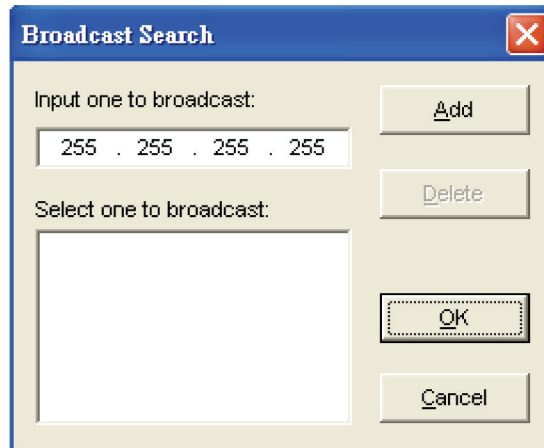 Broadcast Search
Input one to broadcast:
Add
255 . 255 . 255 . 255
Delete
Select one to broadcast:
OK
Cancel